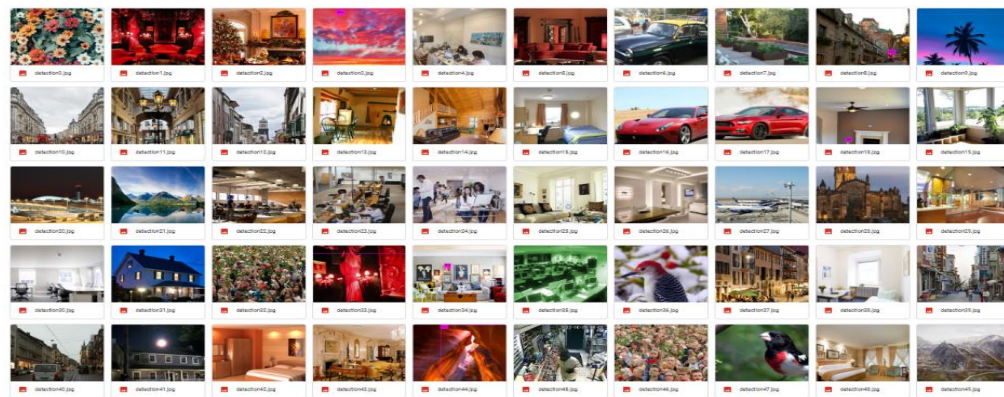 detection0.jpg detection1.jpg detection2.jpg detection3.jpg detection4.jpg detection5.jpg detection6.jpg detection7.jpg detection8.jpg detection9.jpg
detection10.jpg detection11.jpg detection12.jpg detection13.jpg detection14.jpg detection15.jpg detection16.jpg detection17.jpg detection18.jpg detection19.jpg
detection20.jpg detection21.jpg detection22.jpg detection23.jpg detection24.jpg detection25.jpg detection26.jpg detection27.jpg detection28.jpg detection29.jpg
detection30.jpg detection31.jpg detection32.jpg detection33.jpg detection34.jpg detection35.jpg detection36.jpg detection37.jpg detection38.jpg detection39.jpg
detection40.jpg detection41.jpg detection42.jpg detection43.jpg detection44.jpg detection45.jpg detection46.jpg detection47.jpg detection48.jpg detection49.jpg